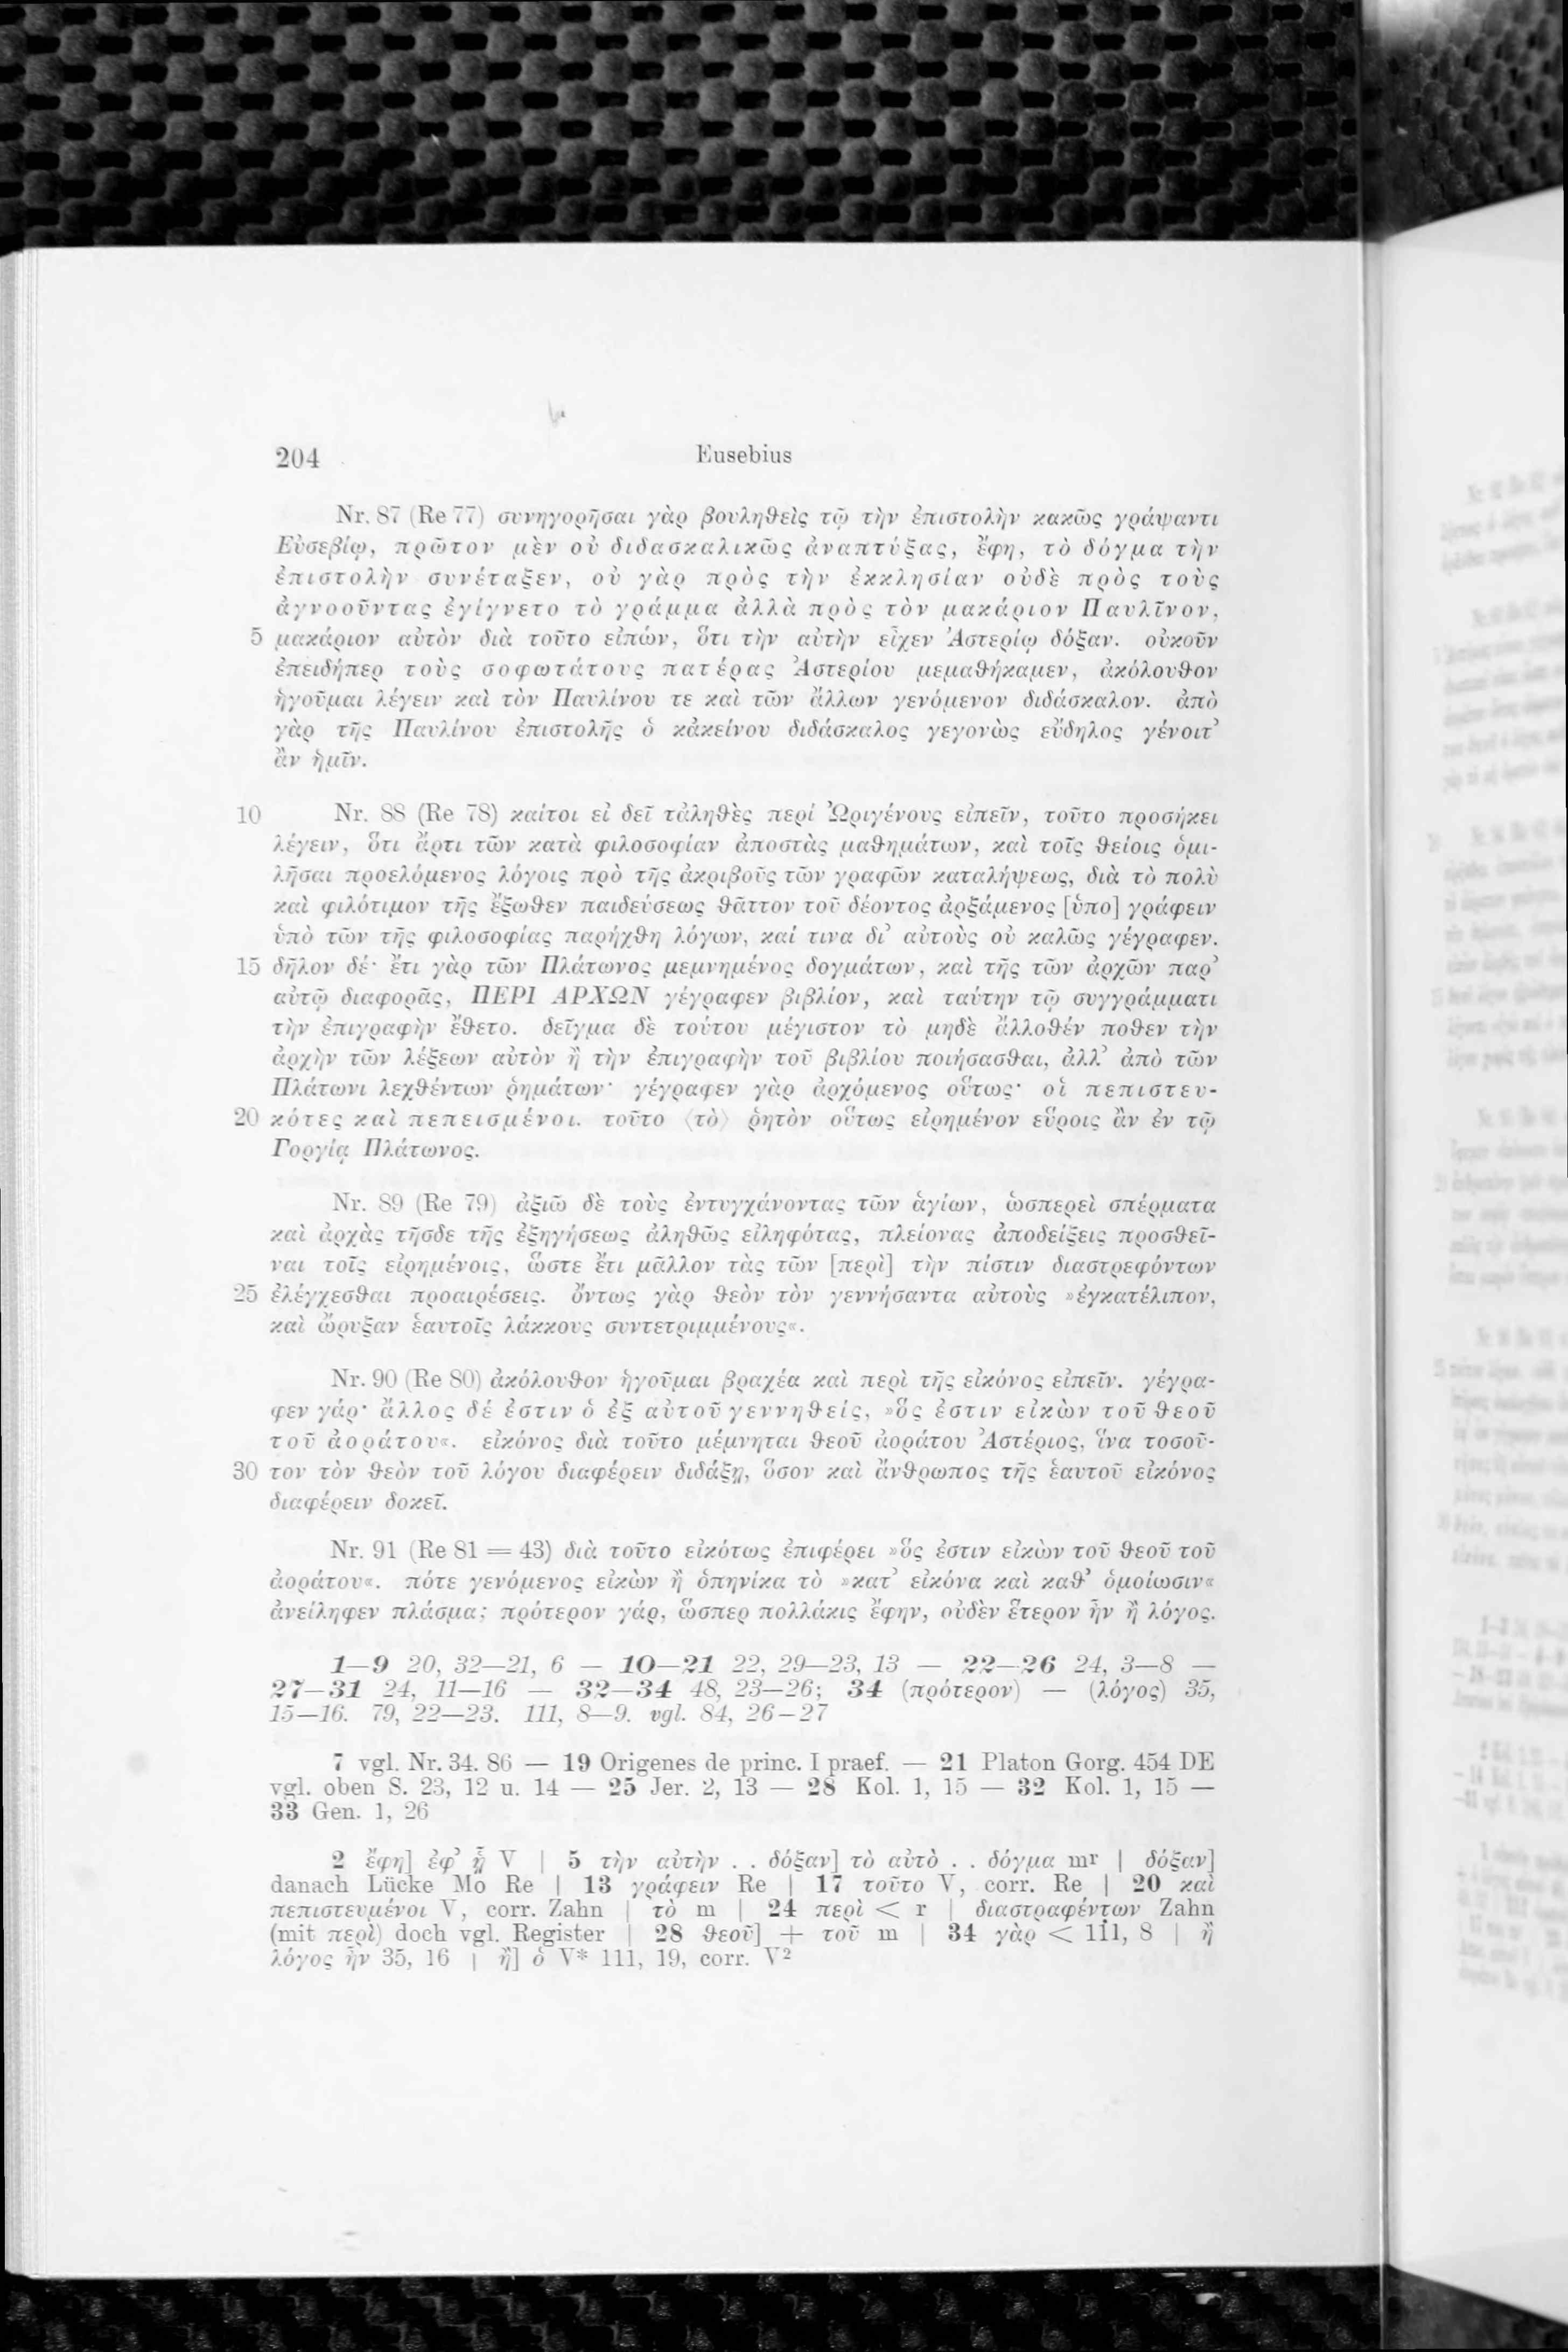 204 Eusebius
Nr. 87 (Re 77) συνηγορῆσαι γὰρ βουληθεὶς τῷ τὴν ἐπιστολὴν κακῶς γράψαντι
Εὐσεβίῳ, πρῶτον μὲν οὐ διδασκαλικῶς ἀναπτύξας, ἔφη, τὸ δόγμα τὴν
ἐπιστολὴν συνέταξεν, οὐ γὰρ πρὸς τὴν ἐκκλησίαν οὐδὲ πρὸς τοὺς
ἀγνοοῦντας ἐγίγνετο τὸ γράμμα ἀλλὰ πρὸς τὸν μακάριον Παυλῖνον,
5 μακάριον αὐτὸν διὰ τοῦτο εἰπών, ὅτι τὴν αὐτὴν εἶχεν Ἀστερίῳ δόξαν. οὐκοῦν
ἐπειδήπερ τοὺς σοφωτάτους πατέρας Ἀστερίου μεμαθήκαμεν, ἀκόλουθον
ἡγοῦμαι λέγειν καὶ τὸν Παυλίνου τε καὶ τῶν ἄλλων γενόμενον διδάσκαλον. ἀπὸ
γὰρ τῆς Παυλίνου ἐπιστολῆς ὁ κἀκείνου διδάσκαλος γεγονὼς εὔδηλος γένοιτ’
ἂν ἡμῖν.
10 Nr. 88 (Re 78) καίτοι εἰ δεῖ τἀληθὲς περί Ὠριγένους εἰπεῖν, τοῦτο προσήκει
λέγειν, ὅτι ἄρτι τῶν κατὰ φιλοσοφίαν ἀποστὰς μαθημάτων, καὶ τοῖς θείοις ὁμι-
λῆσαι προελόμενος λόγοις πρὸ τῆς ἀκριβοῦς τῶν γραφῶν καταλήψεως, διὰ τὸ πολὺ
καὶ φιλότιμον τῆς ἔξωθεν παιδεύσεως θᾶττον τοῦ δέοντος ἀρξάμενος [ὑπο] γράφειν
ὑπὸ τῶν τῆς φιλοσοφίας παρήχθη λόγων, καί τινα δι’ αὐτοὺς οὐ καλῶς γέγραφεν.
15 δῆλον δέ· ἔτι γὰρ τῶν Πλάτωνος μεμνημένος δογμάτων, καὶ τῆς τῶν ἀρχῶν παρ’
αὐτῷ διαφορᾶς, ΠΕΡΙ ΑΡΧΩΝ γέγραφεν βιβλίον, καὶ ταύτην τῷ συγγράμματι
τὴν ἐπιγραφὴν ἔθετο. δεῖγμα δὲ τούτου μέγιστον τὸ μηδὲ ἄλλοθέν ποθεν τὴν
ἀρχὴν τῶν λέξεων αὐτὸν ἢ τὴν ἐπιγραφὴν τοῦ βιβλίου ποιήσασθαι, ἀλλ’ ἀπὸ τῶν
Πλάτωνι λεχθέντων ῥημάτων· γέγραφεν γὰρ ἀρχόμενος οὕτως· οἱ πεπιστευ-
20 κότες καὶ πεπεισμένοι. τοῦτο ⟨τὸ⟩ ῥητὸν οὕτως εἰρημένον εὕροις ἂν ἐν τῷ
Γοργίᾳ Πλάτωνος.
Nr. 89 (Re 79) ἀξιῶ δὲ τοὺς ἐντυγχάνοντας τῶν ἁγίων, ὡσπερεὶ σπέρματα
καὶ ἀρχὰς τῆσδε τῆς ἐξηγήσεως ἀληθῶς εἰληφότας, πλείονας ἀποδείξεις προσθεῖ-
ναι τοῖς εἰρημένοις, ὥστε ἔτι μᾶλλον τὰς τῶν [περὶ] τὴν πίστιν διαστρεφόντων
25 ἐλέγχεσθαι προαιρέσεις. ὄντως γὰρ θεὸν τὸν γεννήσαντα αὐτοὺς »ἐγκατέλιπον,
καὶ ὤρυξαν ἑαυτοῖς λάκκους συντετριμμένους«.
Nr. 90 (Re 80) ἀκόλουθον ἡγοῦμαι βραχέα καὶ περὶ τῆς εἰκόνος εἰπεῖν. γέγρα-
φεν γάρ· ἄλλος δέ ἐστιν ὁ ἐξ αὐτοῦ γεννηθείς, »ὅς ἐστιν εἰκὼν τοῦ θεοῦ
τοῦ ἀοράτου«. εἰκόνος διὰ τοῦτο μέμνηται θεοῦ ἀοράτου Ἀστέριος, ἵνα τοσοῦ-
30 τον τὸν θεὸν τοῦ λόγου διαφέρειν διδάξῃ, ὅσον καὶ ἄνθρωπος τῆς ἑαυτοῦ εἰκόνος
διαφέρειν δοκεῖ.
Nr. 91 (Re 81 = 43) διὰ τοῦτο εἰκότως ἐπιφέρει »ὅς ἐστιν εἰκὼν τοῦ θεοῦ τοῦ
ἀοράτου«. πότε γενόμενος εἰκὼν ἢ ὁπηνίκα τὸ »κατ’ εἰκόνα καὶ καθ’ ὁμοίωσιν«
ἀνείληφεν πλάσμα; πρότερον γάρ, ὥσπερ πολλάκις ἔφην, οὐδὲν ἕτερον ἦν ἢ λόγος.
1—9 20, 32—21, 6 — 10—21 22, 29—23, 13 — 22—26 24, 3—8 —
27—31 24, 11—16 — 32—34 48, 23—26; 34 (πρότερον) — (λόγος) 35,
15—16. 79, 22—23. 111, 8—9. vgl. 84, 26—27
7 vgl. Nr. 34. 86 — 19 Origenes de princ. I praef. — 21 Platon Gorg. 454 DE
vgl. oben S. 23, 12 u. 14 — 25 Jer. 2, 13 — 28 Kol. 1, 15 — 32 Kol. 1, 15 —
33 Gen. 1, 26
2 ἔφη] ἐφ’ ᾗ V | 5 τὴν αὐτὴν . . δόξαν] τὸ αὐτὸ . . δόγμα mr | δόξαν]
danach Lücke Mo Re | 13 γράφειν Re | 17 τοῦτο V, corr. Re | 20 καὶ
πεπιστευμένοι V, corr. Zahn | τὸ m | 24 περὶ < r | διαστραφέντων Zahn
(mit περὶ) doch vgl. Register | 28 θεοῦ] + τοῦ m | 34 γὰρ < 111, 8 | ἢ
λόγος ἦν 35, 16 | ἢ] ὁ V* 111, 19, corr. V²